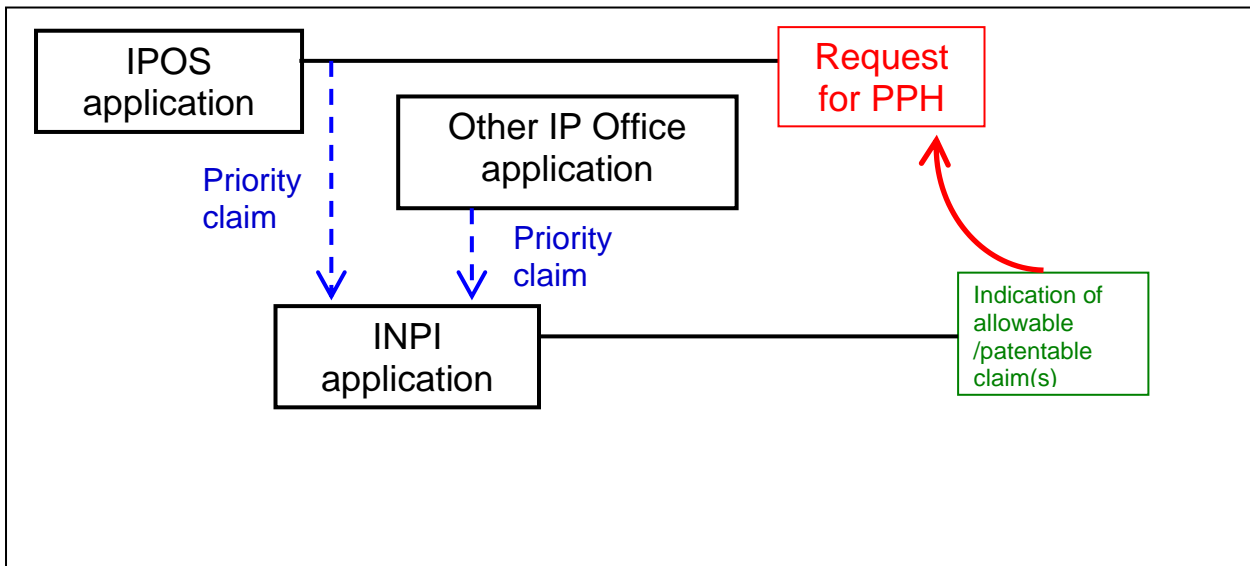 IPOS
application
Request
for PPH
Other IP Office
application
Priority
claim
Priority
claim
INPI
application
Indication of
allowable
/patentable
claim(s)